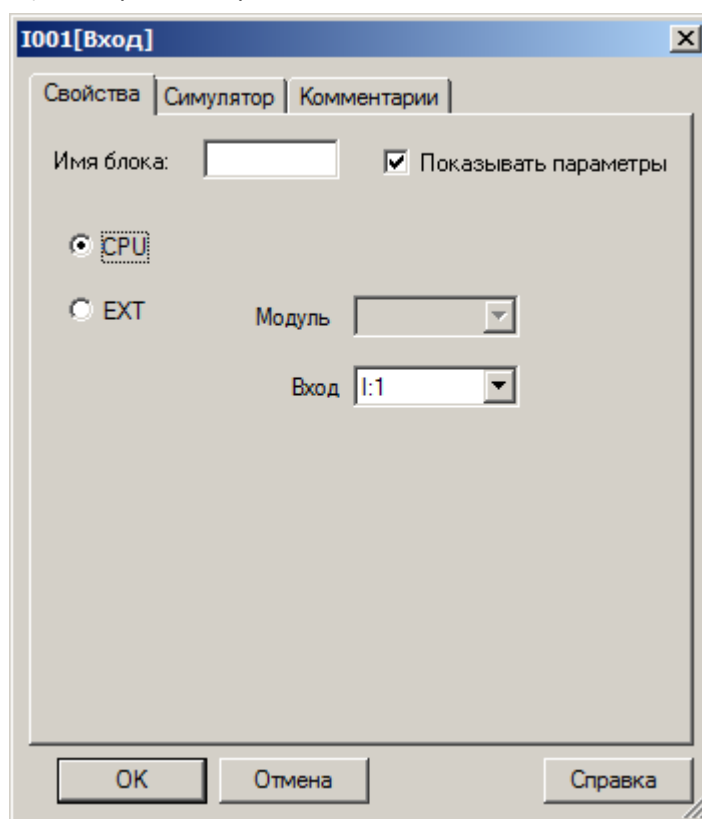 I001[Вход]
Свойства Симулятор Комментарии
Имя блока: Показывать параметры
CPU
EXT Модуль
Вход I:1
OK Отмена Справка